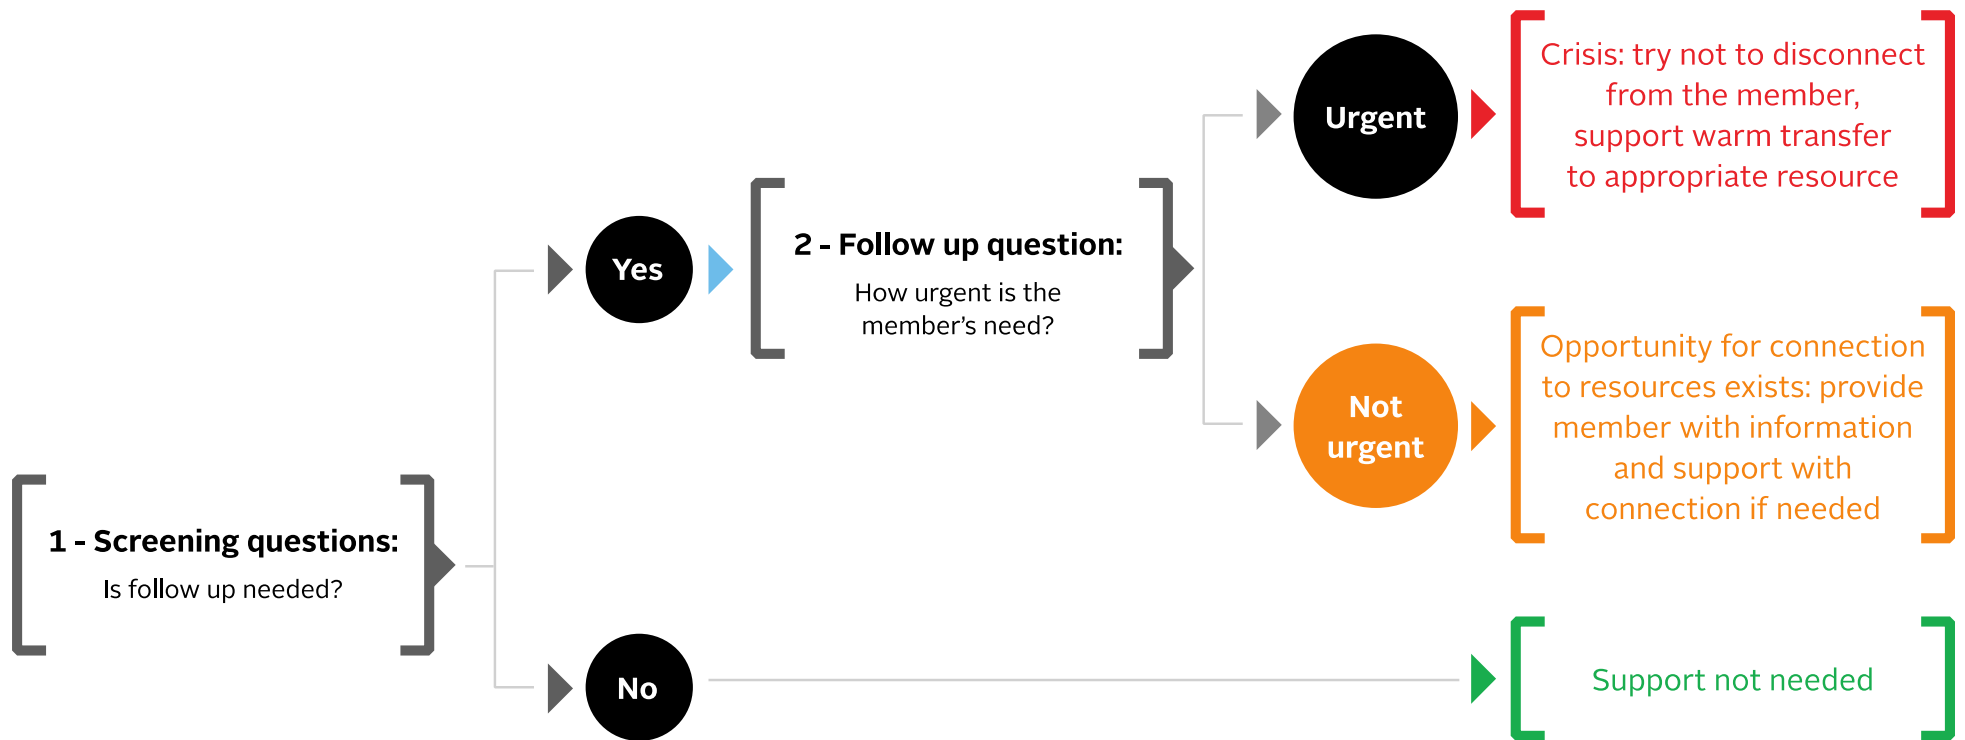 1 - Screening questions:
Is follow up needed?
Yes
No
2 - Follow up question:
How urgent is the
member’s need?
Urgent
Crisis: try not to disconnect
from the member,
support warm transfer
to appropriate resource
Not
urgent
Opportunity for connection
to resources exists: provide
member with information
and support with
connection if needed
Support not needed